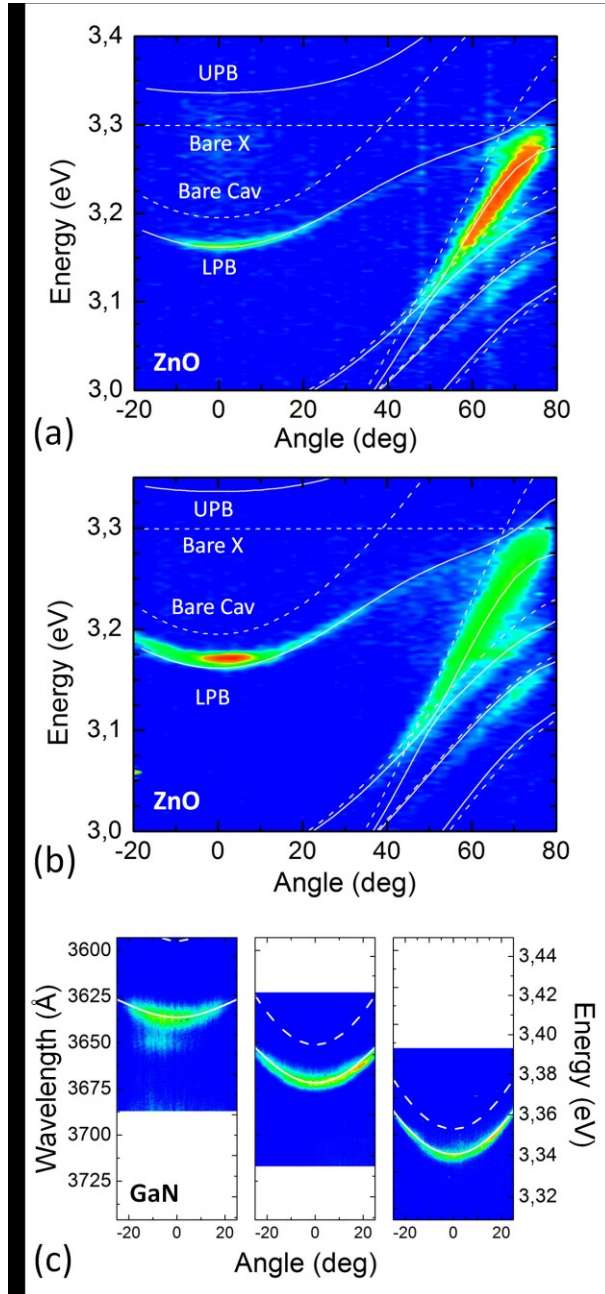 3,4
UPB
3,3
Bare X
Bare Cav
3,2
LPB
3,1
ZnO
3,0
-20 0 20 40 60 80
Energy (eV)
Angle (deg)
(a)
UPB
3,3
Bare X
Bare Cav
3,2
LPB
3,1
ZnO
3,0
-20 0 20 40 60 80
Energy (eV)
Angle (deg)
(b)
3600
3625
3650
3675
3700
3725
Wavelength (Å)
GaN
3,44
3,42
3,40
3,38
3,36
3,34
3,32
Energy (eV)
-20 0 20 -20 0 20 -20 0 20
Angle (deg)
(c)